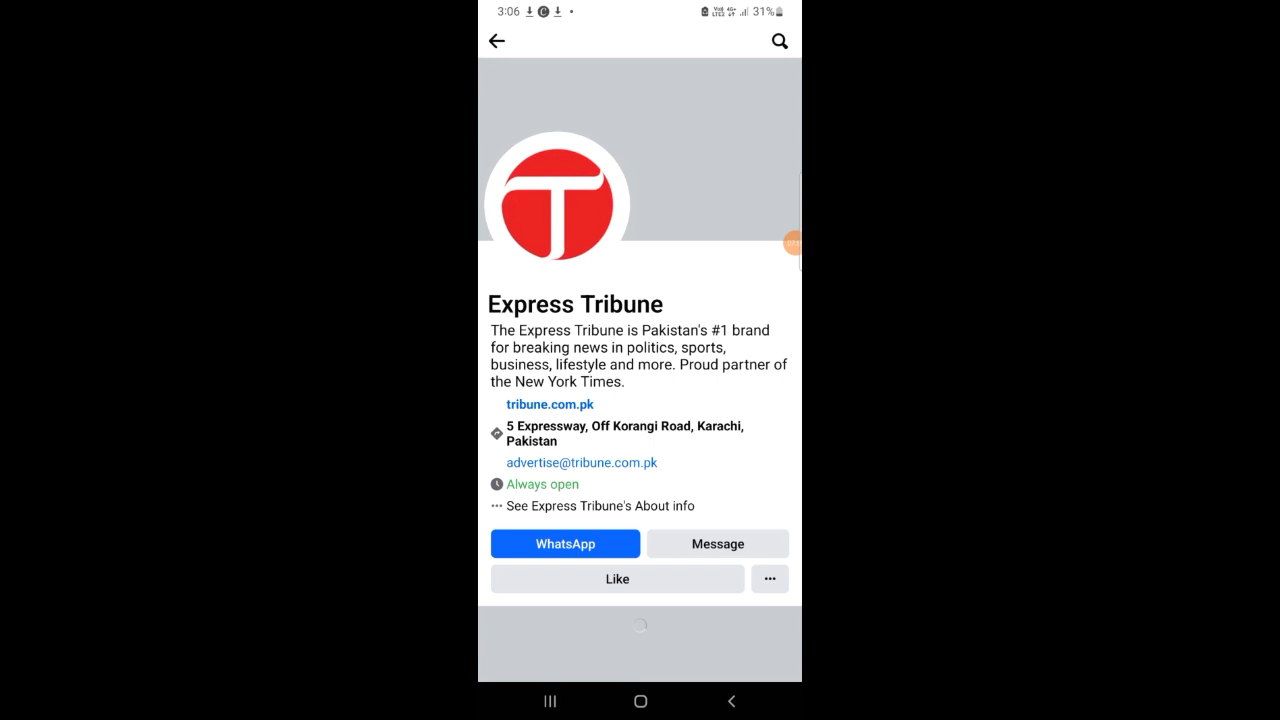 3:06
31%
T
Express Tribune
The Express Tribune is Pakistan's #1 brand
for breaking news in politics, sports,
business, lifestyle and more. Proud partner of
the New York Times.
tribune.com.pk
5 Expressway, Off Korangi Road, Karachi,
Pakistan
advertise@tribune.com.pk
Always open
See Express Tribune's About info
WhatsApp
Message
Like